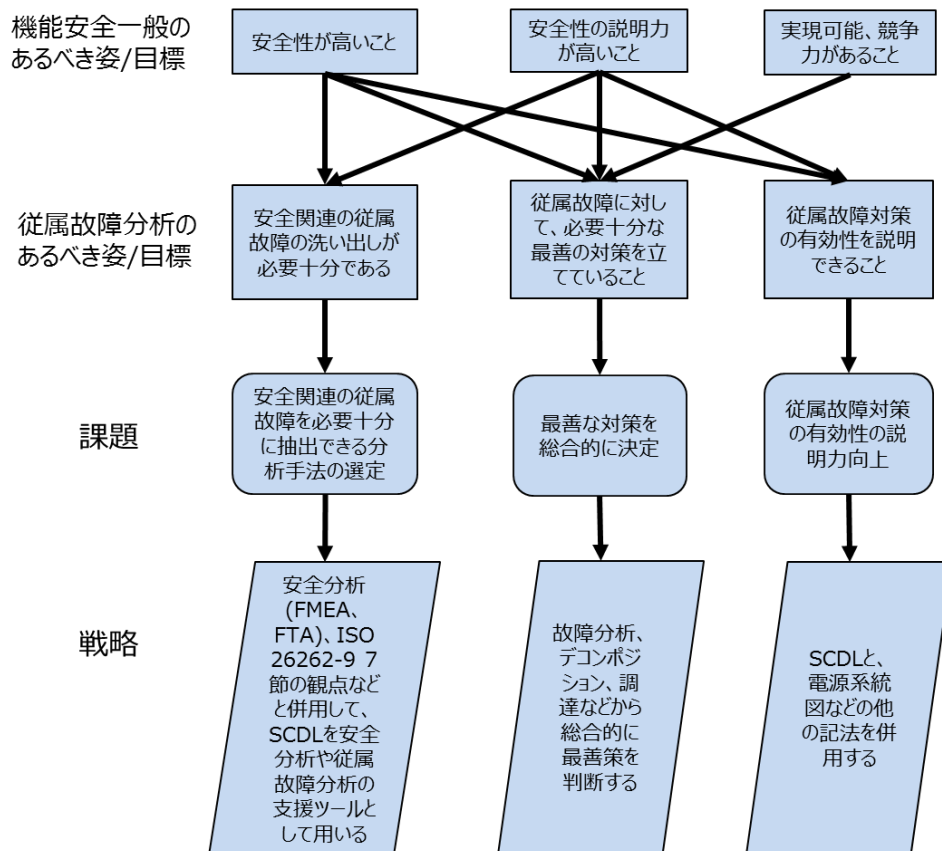 機能安全一般の
あるべき姿/目標
安全性が高いこと
安全性の説明力
が高いこと
実現可能、競争
力があること
従属故障分析の
あるべき姿/目標
安全関連の従属
故障の洗い出しが
必要十分である
従属故障に対し
て、必要十分な
最善の対策を立
てていること
従属故障対策
の有効性を説明
できること
課題
安全関連の従属
故障を必要十分
に抽出できる分
析手法の選定
最善な対策を
総合的に決定
従属故障対策
の有効性の説
明力向上
戦略
安全分析
(FMEA、
FTA)、ISO
26262-9 7
節の観点など
と併用して、
SCDLを安全
分析や従属
故障分析の
支援ツールと
して用いる
故障分析、
デコンポジ
ション、調
達などから
総合的に
最善策を
判断する
SCDLと、
電源系統
図などの他
の記法を併
用する